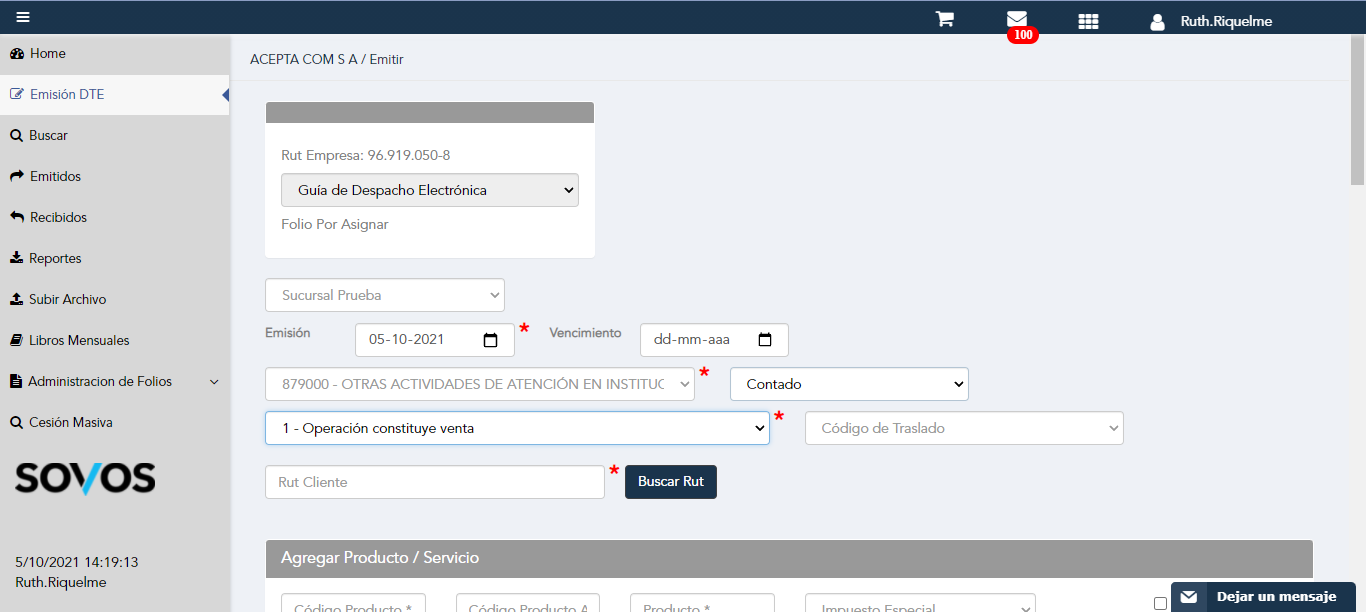 Ruth.Riquelme
100
Home
ACEPTA COM S A / Emitir
Emisión DTE
Buscar
Emitidos
Recibidos
Reportes
Subir Archivo
Libros Mensuales
Administracion de Folios
Cesión Masiva
SOVOS
5/10/2021 14:19:13
Ruth.Riquelme
Rut Empresa: 96.919.050-8
Guía de Despacho Electrónica
Folio Por Asignar
Sucursal Prueba
Emisión 05-10-2021 * Vencimiento dd-mm-aaa
879000 - OTRAS ACTIVIDADES DE ATENCIÓN EN INSTITUC * Contado
1 - Operación constituye venta * Código de Traslado
Rut Cliente * Buscar Rut
Agregar Producto / Servicio
Código Producto * Código Producto A Producto * Impuesto Especial
Dejar un mensaje